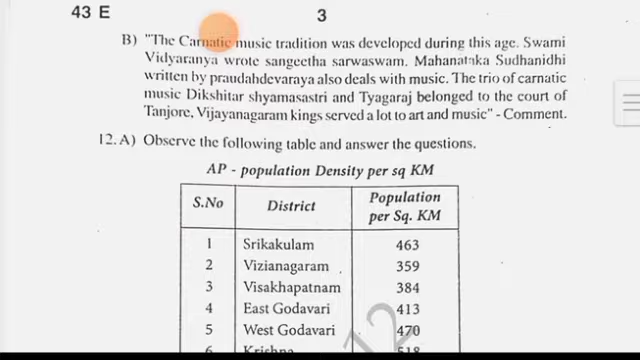 43 E
3
B) "The Carnatic music tradition was developed during this age. Swami
Vidyaranya wrote sangeetha sarwaswam. Mahanataka Sudhanidhi
written by praudahdevaraya also deals with music. The trio of carnatic
music Dikshitar shyamasastri and Tyagaraj belonged to the court of
Tanjore, Vijayanagaram kings served a lot to art and music" - Comment.
12. A) Observe the following table and answer the questions.
AP - population Density per sq KM
S.No District Population per Sq. KM
1 Srikakulam 463
2 Vizianagaram 359
3 Visakhapatnam 384
4 East Godavari 413
5 West Godavari 470
6 Krishna 518
12